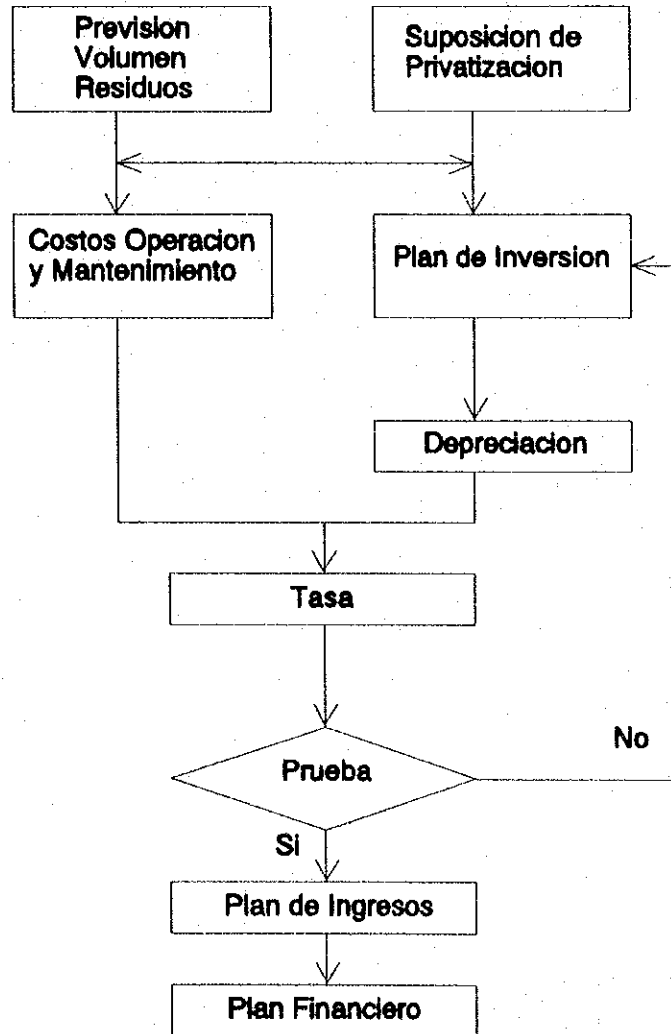 Prevision
Volumen
Residuos
Suposicion de
Privatizacion
Costos Operacion
y Mantenimiento
Plan de Inversion
Depreciacion
Tasa
Prueba
No
Si
Plan de Ingresos
Plan Financiero